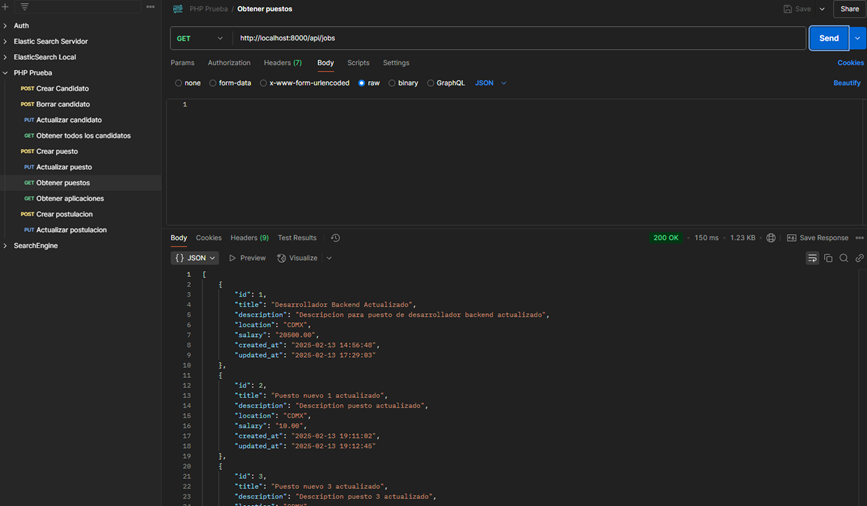 PHP Prueba / Obtener puestos
Save
Share
GET
http://localhost:8000/api/jobs
Send
Params
Authorization
Headers (7)
Body
Scripts
Settings
Cookies
none
form-data
x-www-form-urlencoded
raw
binary
GraphQL
JSON
Beautify
1
Auth
Elastic Search Servidor
ElasticSearch Local
PHP Prueba
POST Crear Candidato
POST Borrar candidato
PUT Actualizar candidato
GET Obtener todos los candidatos
POST Crear puesto
PUT Actualizar puesto
GET Obtener puestos
GET Obtener aplicaciones
POST Crear postulacion
PUT Actualizar postulacion
SearchEngine
Body
Cookies
Headers (9)
Test Results
200 OK
150 ms
1.23 KB
Save Response
{} JSON
Preview
Visualize
1 [
2 {
3 "id": 1,
4 "title": "Desarrollador Backend Actualizado",
5 "description": "Descripcion para puesto de desarrollador backend actualizado",
6 "location": "CDMX",
7 "salary": "20500.00",
8 "created_at": "2025-02-13 14:56:48",
9 "updated_at": "2025-02-13 17:29:03"
10 },
11 {
12 "id": 2,
13 "title": "Puesto nuevo 1 actualizado",
14 "description": "Description puesto actualizado",
15 "location": "CDMX",
16 "salary": "10.00",
17 "created_at": "2025-02-13 19:11:02",
18 "updated_at": "2025-02-13 19:12:45"
19 },
20 {
21 "id": 3,
22 "title": "Puesto nuevo 3 actualizado",
23 "description": "Description puesto 3 actualizado",